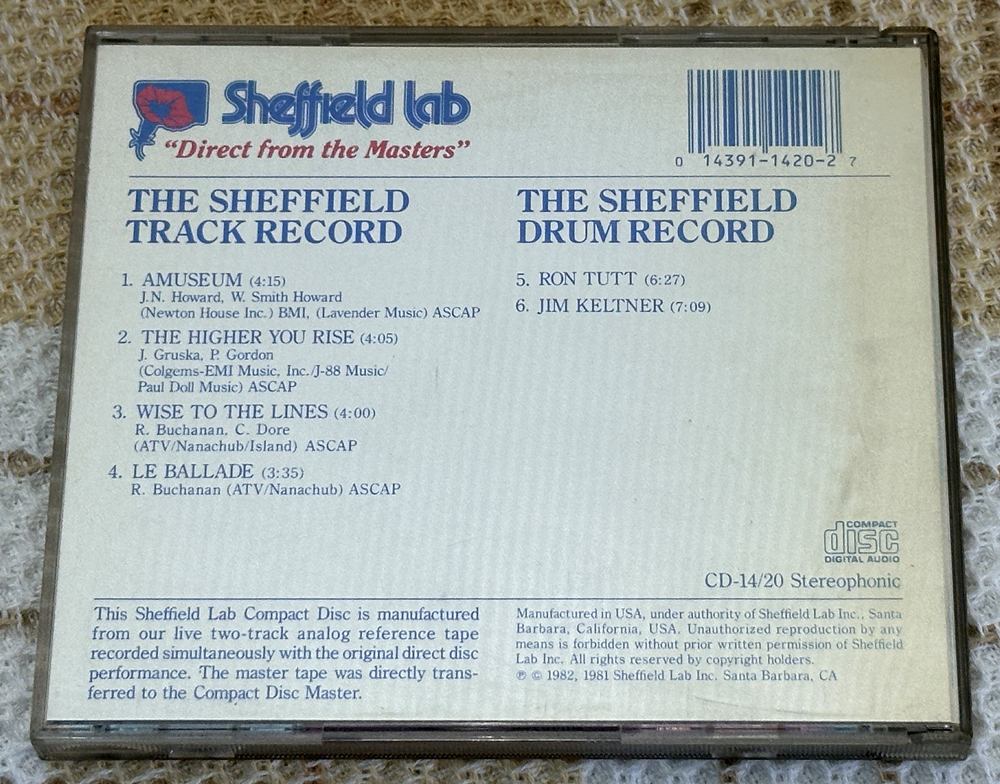 Sheffield lab
"Direct from the Masters"
0 14391-1420-2 7
THE SHEFFIELD
TRACK RECORD
1. AMUSEUM (4:15)
J.N. Howard, W. Smith Howard
(Newton House Inc.) BMI, (Lavender Music) ASCAP
2. THE HIGHER YOU RISE (4:05)
J. Gruska, P. Gordon
(Colgems-EMI Music, Inc./J-88 Music/
Paul Doll Music) ASCAP
3. WISE TO THE LINES (4:00)
R. Buchanan, C. Dore
(ATV/Nanachub/Island) ASCAP
4. LE BALLADE (3:35)
R. Buchanan (ATV/Nanachub) ASCAP
THE SHEFFIELD
DRUM RECORD
5. RON TUTT (6:27)
6. JIM KELTNER (7:09)
COMPACT
disc
DIGITAL AUDIO
CD-14/20 Stereophonic
This Sheffield Lab Compact Disc is manufactured
from our live two-track analog reference tape
recorded simultaneously with the original direct disc
performance. The master tape was directly trans-
ferred to the Compact Disc Master.
Manufactured in USA, under authority of Sheffield Lab Inc., Santa
Barbara, California, USA. Unauthorized reproduction by any
means is forbidden without prior written permission of Sheffield
Lab Inc. All rights reserved by copyright holders.
℗ © 1982, 1981 Sheffield Lab Inc. Santa Barbara, CA